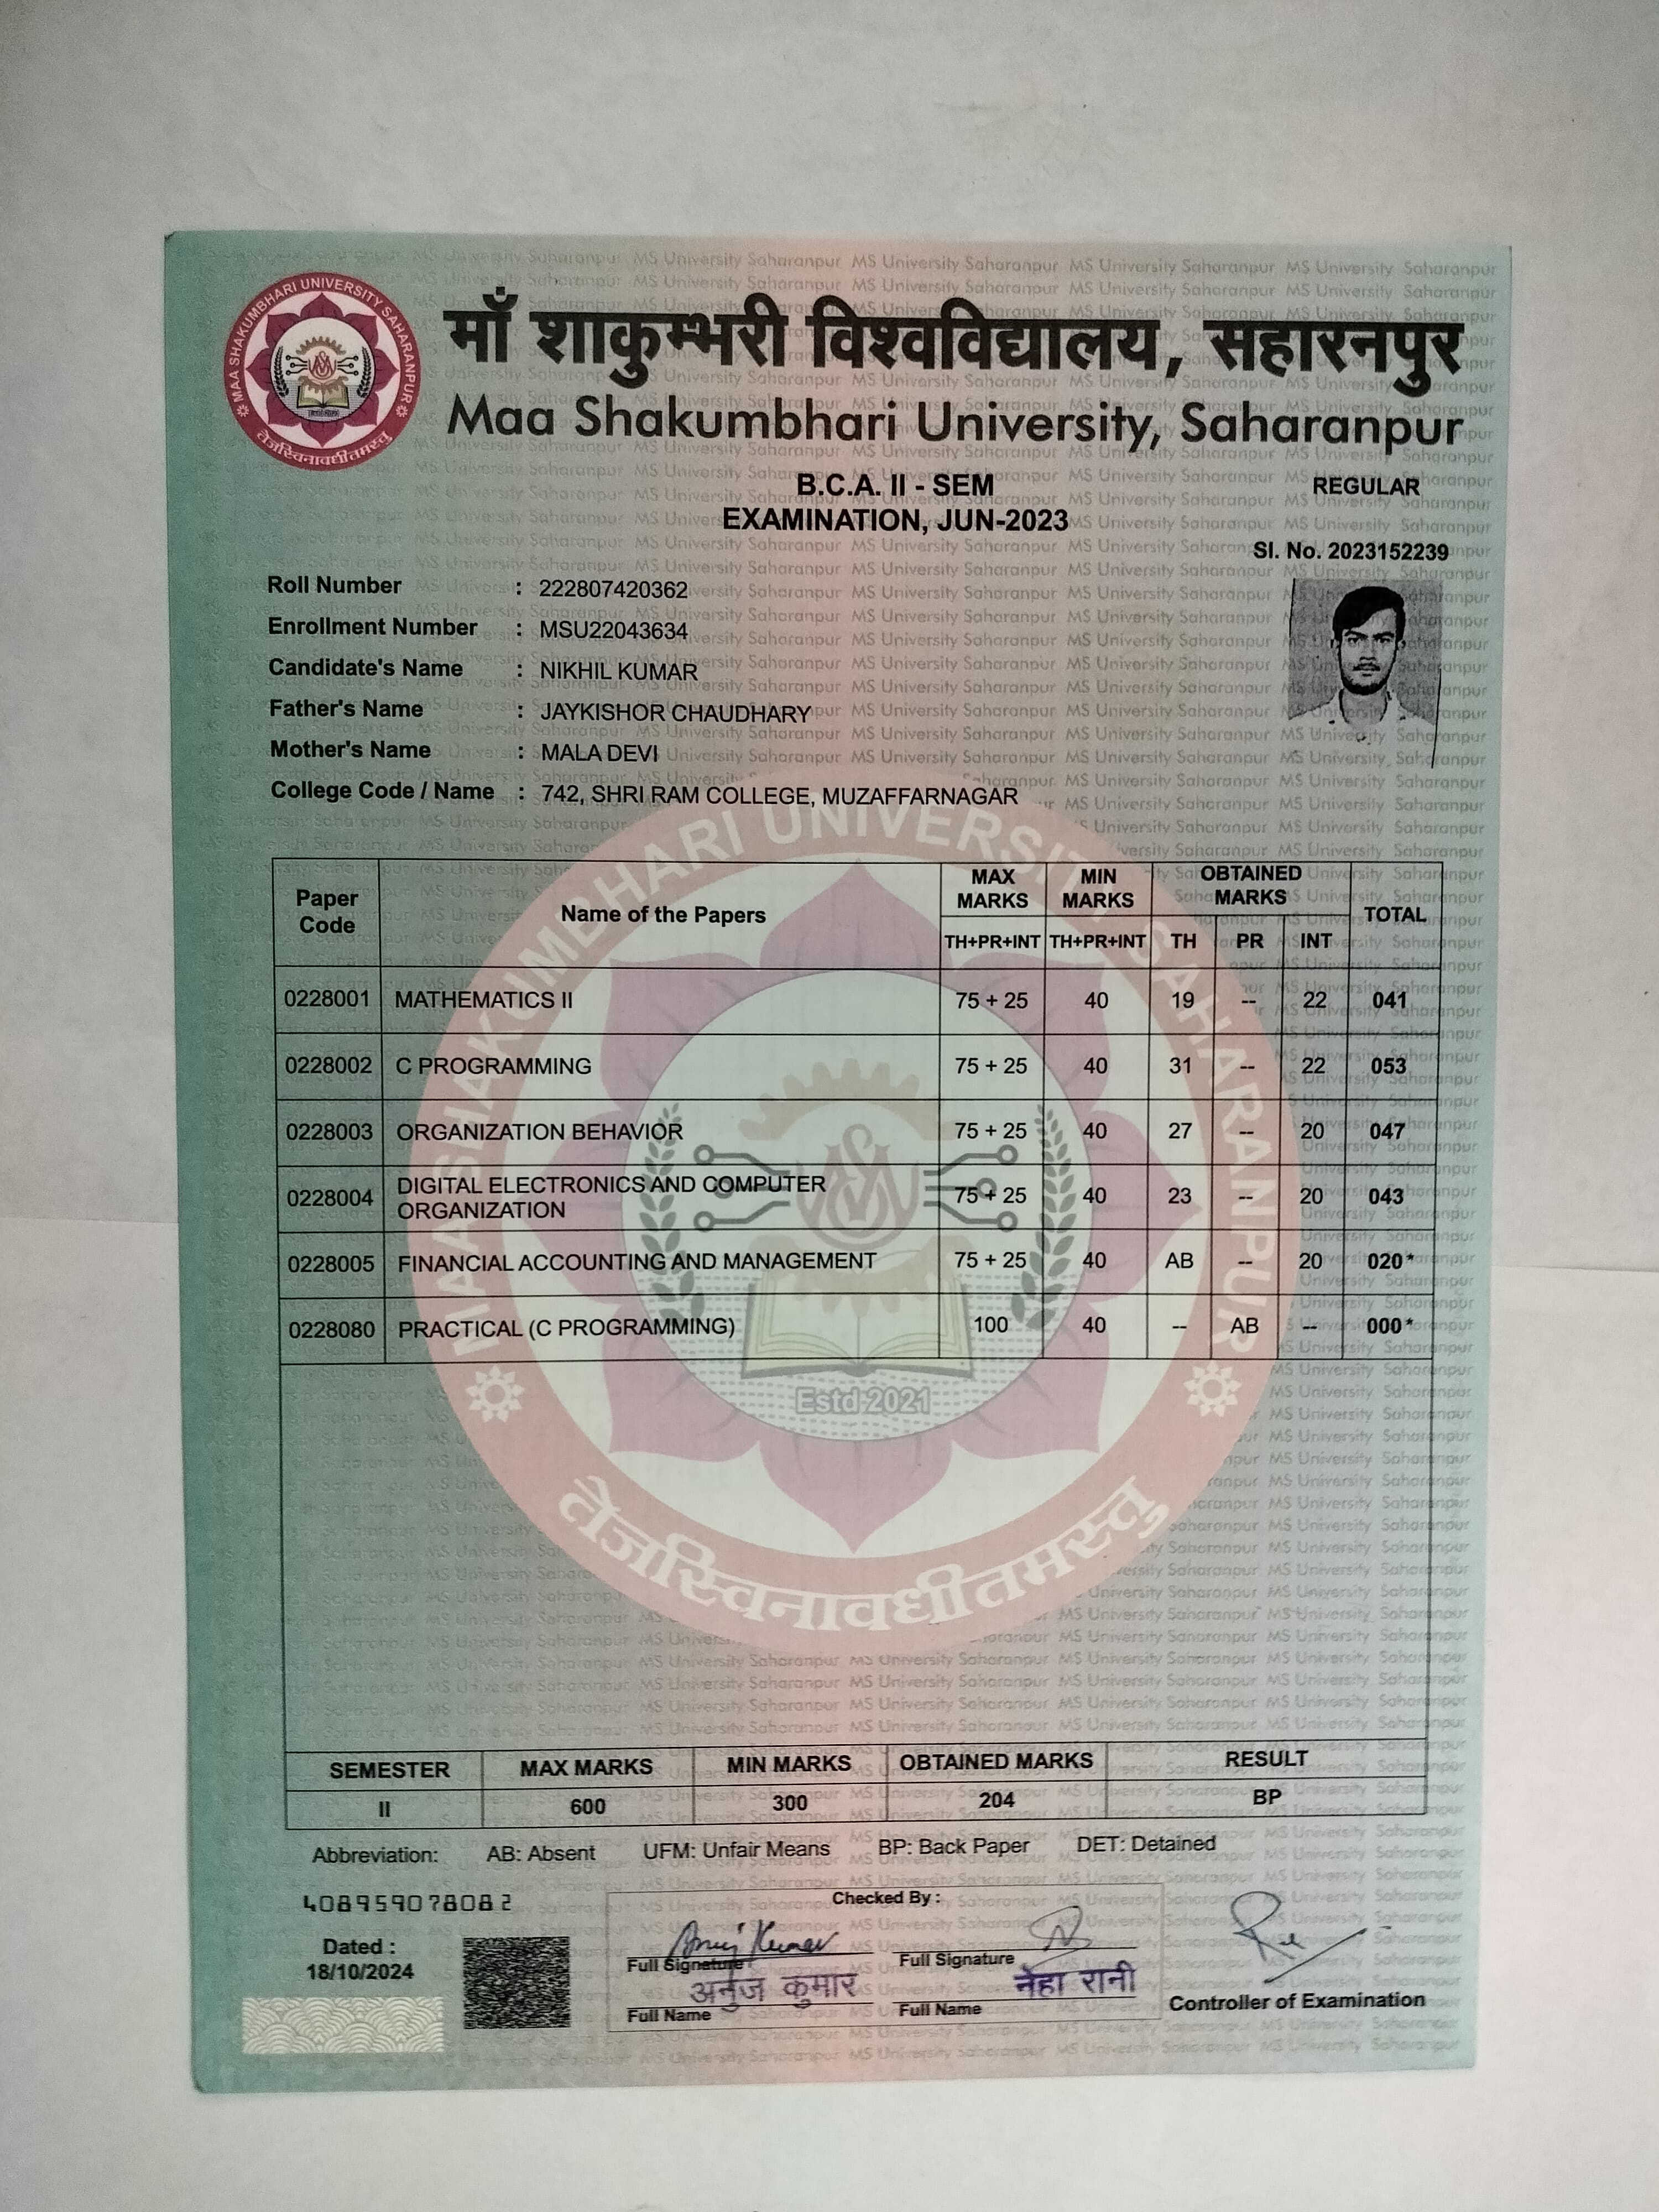 MAA SHAKUMBHARI UNIVERSITY SAHARANPUR
तेजस्विनावधीतमस्तु
माँ शाकुम्भरी विश्वविद्यालय, सहारनपुर
Maa Shakumbhari University, Saharanpur
B.C.A. II - SEM
REGULAR
EXAMINATION, JUN-2023
Sl. No. 2023152239
Roll Number : 222807420362
Enrollment Number : MSU22043634
Candidate's Name : NIKHIL KUMAR
Father's Name : JAYKISHOR CHAUDHARY
Mother's Name : MALA DEVI
College Code / Name : 742, SHRI RAM COLLEGE, MUZAFFARNAGAR
Paper Code Name of the Papers MAX MARKS MIN MARKS OBTAINED MARKS TOTAL
TH+PR+INT TH+PR+INT TH PR INT
0228001 MATHEMATICS II 75 + 25 40 19 -- 22 041
0228002 C PROGRAMMING 75 + 25 40 31 -- 22 053
0228003 ORGANIZATION BEHAVIOR 75 + 25 40 27 -- 20 047
0228004 DIGITAL ELECTRONICS AND COMPUTER ORGANIZATION 75 + 25 40 23 -- 20 043
0228005 FINANCIAL ACCOUNTING AND MANAGEMENT 75 + 25 40 AB -- 20 020*
0228080 PRACTICAL (C PROGRAMMING) 100 40 -- AB -- 000*
MAA SHAKUMBHARI UNIVERSITY SAHARANPUR
Estd 2021
तेजस्विनावधीतमस्तु
SEMESTER MAX MARKS MIN MARKS OBTAINED MARKS RESULT
II 600 300 204 BP
Abbreviation: AB: Absent UFM: Unfair Means BP: Back Paper DET: Detained
408959078082
Checked By :
Dated :
18/10/2024
Anuj Kumar
Full Signature Full Signature
अनुज कुमार नेहा रानी
Full Name Full Name
Controller of Examination